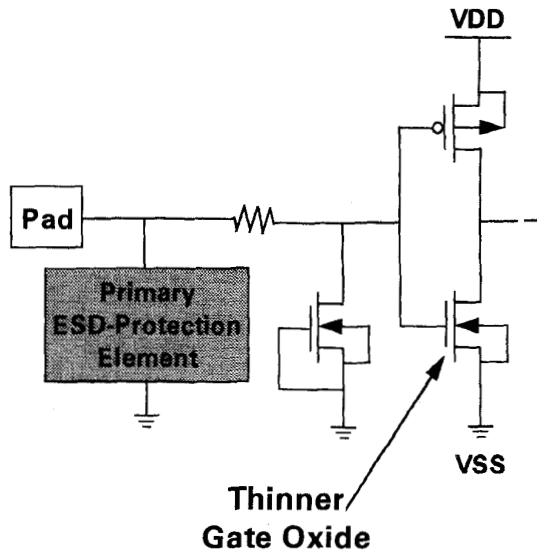 VDD
Pad
Primary
ESD-Protection
Element
VSS
Thinner
Gate Oxide